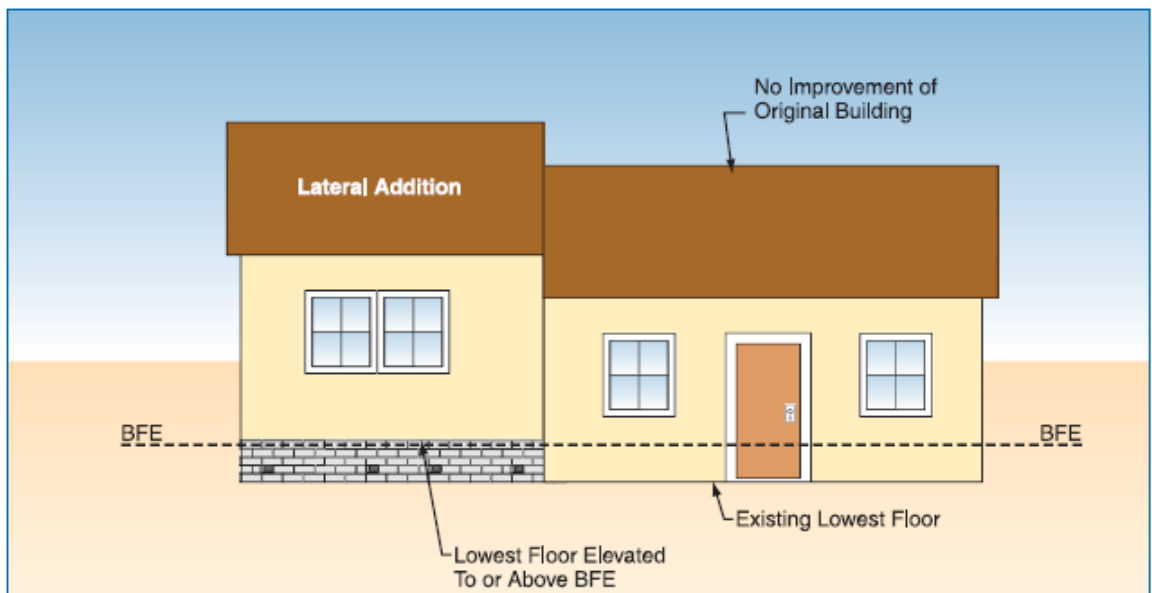 No Improvement of
Original Building
Lateral Addition
BFE
BFE
Existing Lowest Floor
Lowest Floor Elevated
To or Above BFE